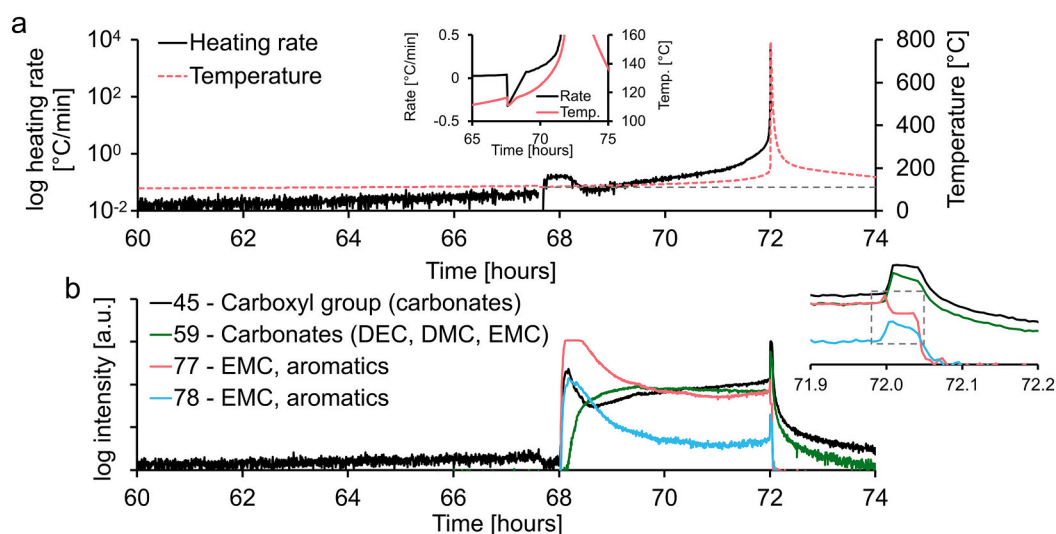 a
log heating rate
[°C/min]
10⁴
10²
10⁰
10⁻²
Heating rate
Temperature
Rate [°C/min]
0.5
0
-0.5
160
145
130
115
100
Temp. [°C]
Rate
Temp.
65 70 75
Time [hours]
800
600
400
200
0
Temperature [°C]
60 62 64 66 68 70 72 74
Time [hours]
b
log intensity [a.u.]
45 - Carboxyl group (carbonates)
59 - Carbonates (DEC, DMC, EMC)
77 - EMC, aromatics
78 - EMC, aromatics
71.9 72.0 72.1 72.2
60 62 64 66 68 70 72 74
Time [hours]